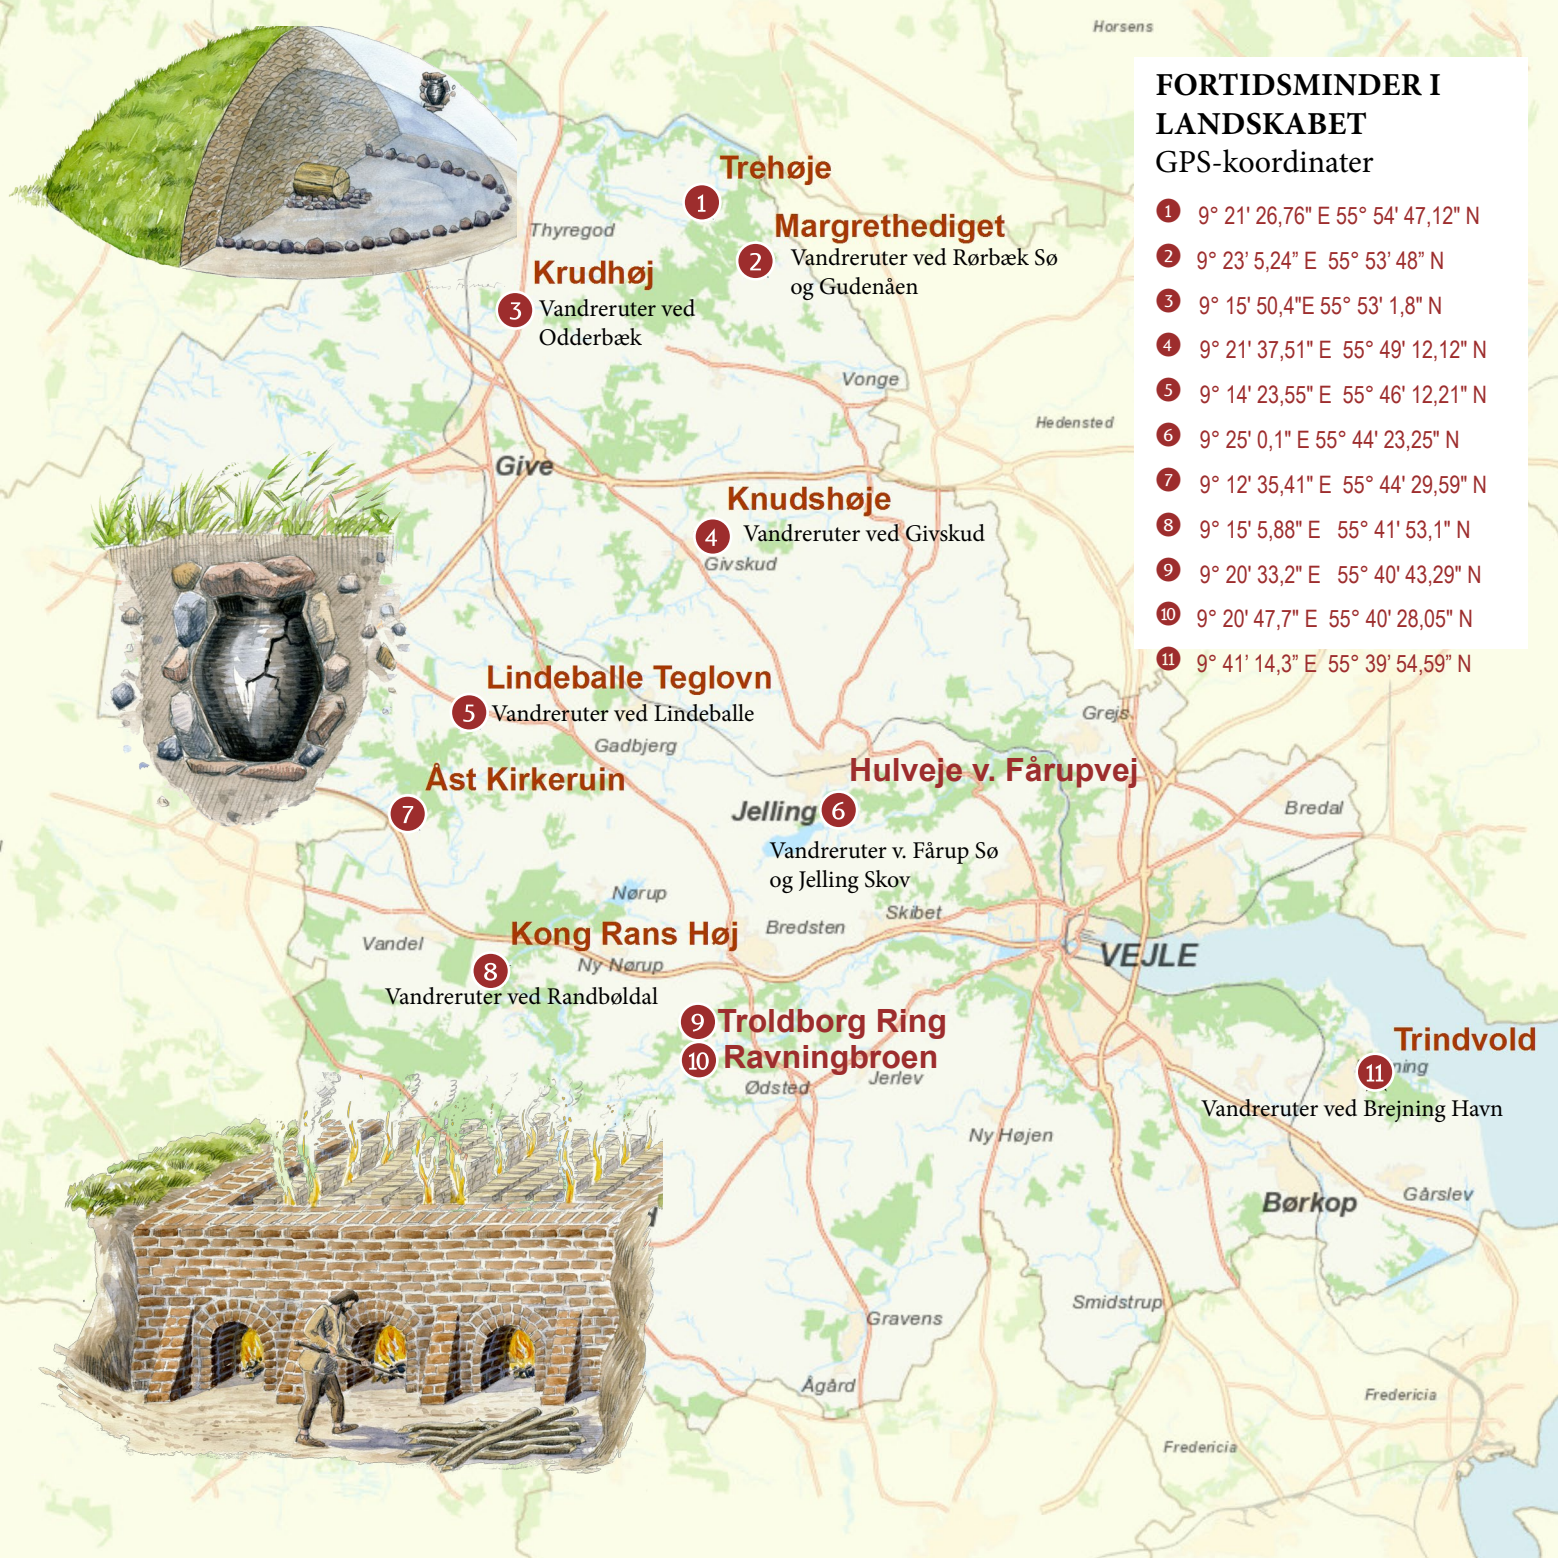 Horsens
FORTIDSMINDER I
LANDSKABET
GPS-koordinater
1 9° 21' 26,76" E 55° 54' 47,12" N
2 9° 23’ 5,24” E 55° 53’ 48” N
3 9° 15' 50,4"E 55° 53' 1,8" N
4 9° 21' 37,51" E 55° 49' 12,12" N
5 9° 14' 23,55" E 55° 46' 12,21" N
6 9° 25' 0,1" E 55° 44' 23,25" N
7 9° 12' 35,41" E 55° 44' 29,59" N
8 9° 15' 5,88" E 55° 41' 53,1" N
9 9° 20' 33,2" E 55° 40' 43,29" N
10 9° 20' 47,7" E 55° 40' 28,05" N
11 9° 41’ 14,3” E 55° 39’ 54,59” N
Trehøje
1
Thyregod
Margrethediget
2 Vandreruter ved Rørbæk Sø
og Gudenåen
Krudhøj
3 Vandreruter ved
Odderbæk
Vonge
Hedensted
Give
Knudshøje
4 Vandreruter ved Givskud
Givskud
Lindeballe Teglovn
5 Vandreruter ved Lindeballe
Gadbjerg
Grejs
Åst Kirkeruin
7
Hulveje v. Fårupvej
Jelling 6
Vandreruter v. Fårup Sø
og Jelling Skov
Bredal
Nørup
Skibet
Bredsten
Vandel
Kong Rans Høj
8
Ny Nørup
Vandreruter ved Randbøldal
VEJLE
9 Troldborg Ring
10 Ravningbroen
Ødsted
Jerlev
Trindvold
11 ning
Vandreruter ved Brejning Havn
Ny Højen
Børkop
Gårslev
d
Smidstrup
Gravens
Ågård
Fredericia
Fredericia